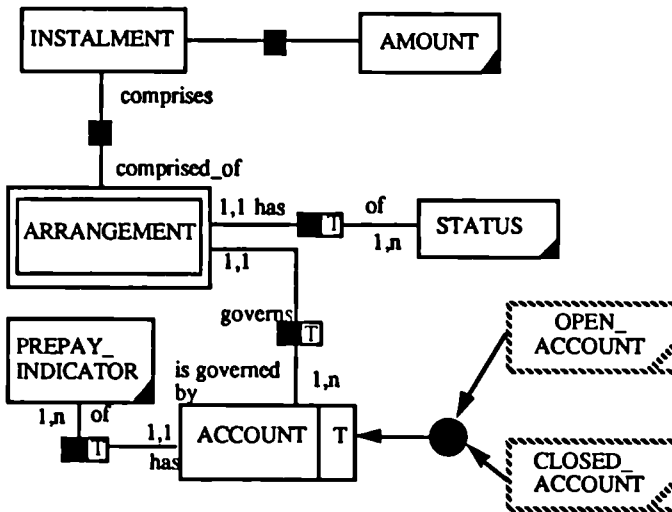 INSTALMENT
AMOUNT
comprises
comprised_of
ARRANGEMENT
1,1 has
T
of
1,n
STATUS
1,1
governs
T
OPEN_
ACCOUNT
PREPAY_
INDICATOR
is governed
by
1,n
1,n
of
T
1,1
has
ACCOUNT
T
CLOSED_
ACCOUNT